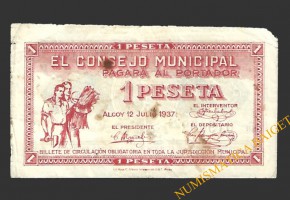 1 PESETA
EL CONSEJO MUNICIPAL
PAGARÁ AL PORTADOR
1 PESETA
ALCOY 12 JULIO 1937
EL INTERVENTOR
EL PRESIDENTE
EL DEPOSITARIO
BILLETE DE CIRCULACIÓN OBLIGATORIA EN TODA LA JURISDICCIÓN MUNICIPAL
1 PESETA
NUMISMATICA